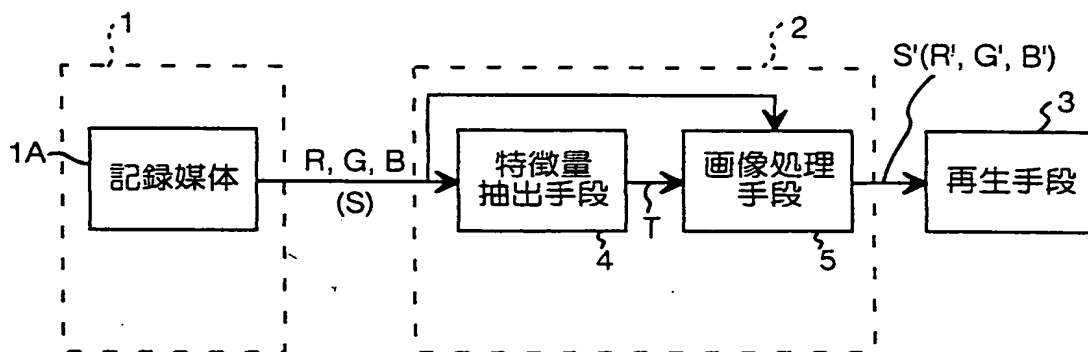 1
2
S'(R', G', B')
3
1A
記録媒体
R, G, B
(S)
特徴量
抽出手段
T
画像処理
手段
再生手段
4
5